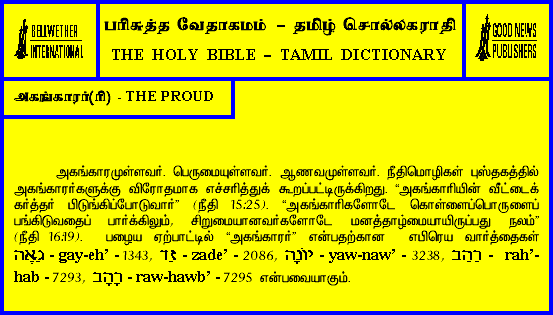 BELLWETHER
INTERNATIONAL
பரிசுத்த வேதாகமம் – தமிழ் சொல்லகராதி
THE HOLY BIBLE – TAMIL DICTIONARY
GOOD NEWS
PUBLISHERS
அகங்காரர்(ரி) - THE PROUD
அகங்காரமுள்ளவர். பெருமையுள்ளவர். ஆணவமுள்ளவர். நீதிமொழிகள் புஸ்தகத்தில்
அகங்காரர்களுக்கு விரோதமாக எச்சரித்துக் கூறப்பட்டிருக்கிறது. “அகங்காரியின் வீட்டைக்
கர்த்தர் பிடுங்கிப்போடுவார்” (நீதி 15:25). “அகங்காரிகளோடே கொள்ளைப்பொருளைப்
பங்கிடுவதைப் பார்க்கிலும், சிறுமையானவர்களோடே மனத்தாழ்மையாயிருப்பது நலம்”
(நீதி 16:19). பழைய ஏற்பாட்டில் “அகங்காரர்” என்பதற்கான எபிரெய வார்த்தைகள்
גֵּאֶה - gay-eh’ - 1343, זֵד - zade’ - 2086, יוֹנָה - yaw-naw’ - 3238, רַהַב - rah’-
hab - 7293, רָהָב - raw-hawb’ - 7295 என்பவையாகும்.